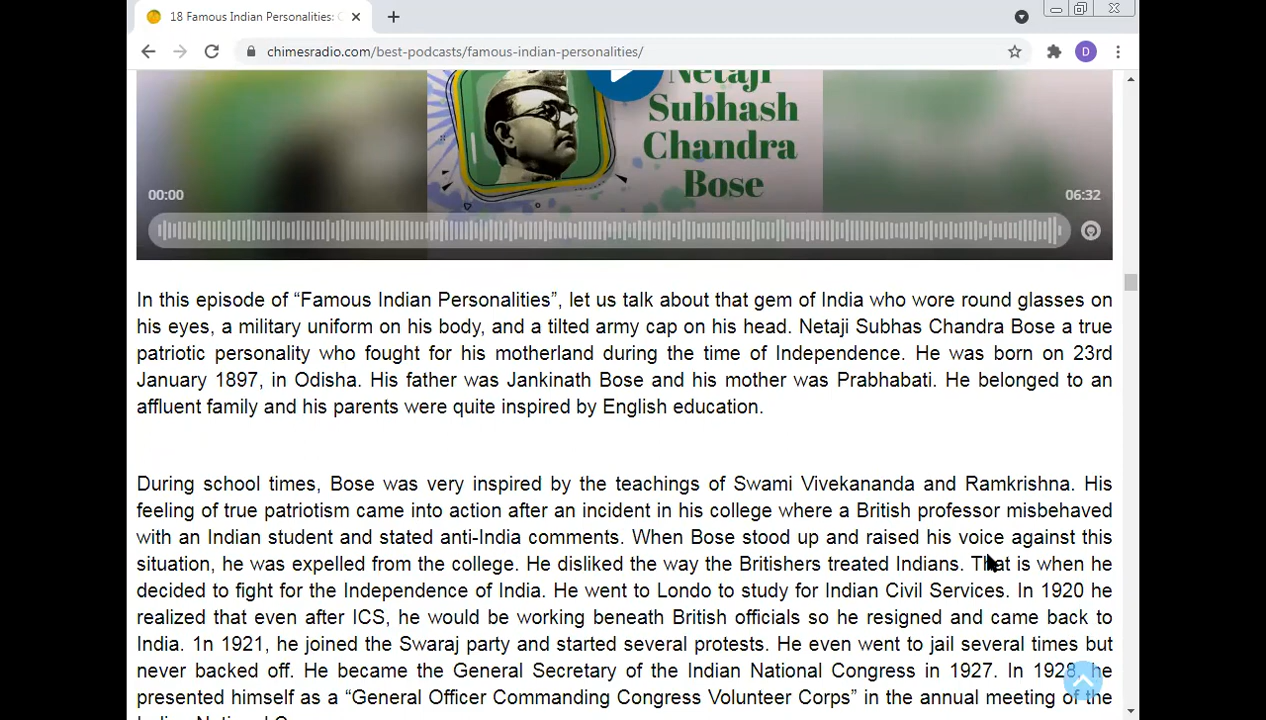 18 Famous Indian Personalities:
D
chimesradio.com/best-podcasts/famous-indian-personalities/
Netaji
Subhash
Chandra
Bose
00:00
06:32
In this episode of “Famous Indian Personalities”, let us talk about that gem of India who wore round glasses on
his eyes, a military uniform on his body, and a tilted army cap on his head. Netaji Subhas Chandra Bose a true
patriotic personality who fought for his motherland during the time of Independence. He was born on 23rd
January 1897, in Odisha. His father was Jankinath Bose and his mother was Prabhabati. He belonged to an
affluent family and his parents were quite inspired by English education.
During school times, Bose was very inspired by the teachings of Swami Vivekananda and Ramkrishna. His
feeling of true patriotism came into action after an incident in his college where a British professor misbehaved
with an Indian student and stated anti-India comments. When Bose stood up and raised his voice against this
situation, he was expelled from the college. He disliked the way the Britishers treated Indians. That is when he
decided to fight for the Independence of India. He went to Londo to study for Indian Civil Services. In 1920 he
realized that even after ICS, he would be working beneath British officials so he resigned and came back to
India. 1n 1921, he joined the Swaraj party and started several protests. He even went to jail several times but
never backed off. He became the General Secretary of the Indian National Congress in 1927. In 1928, he
presented himself as a “General Officer Commanding Congress Volunteer Corps” in the annual meeting of the